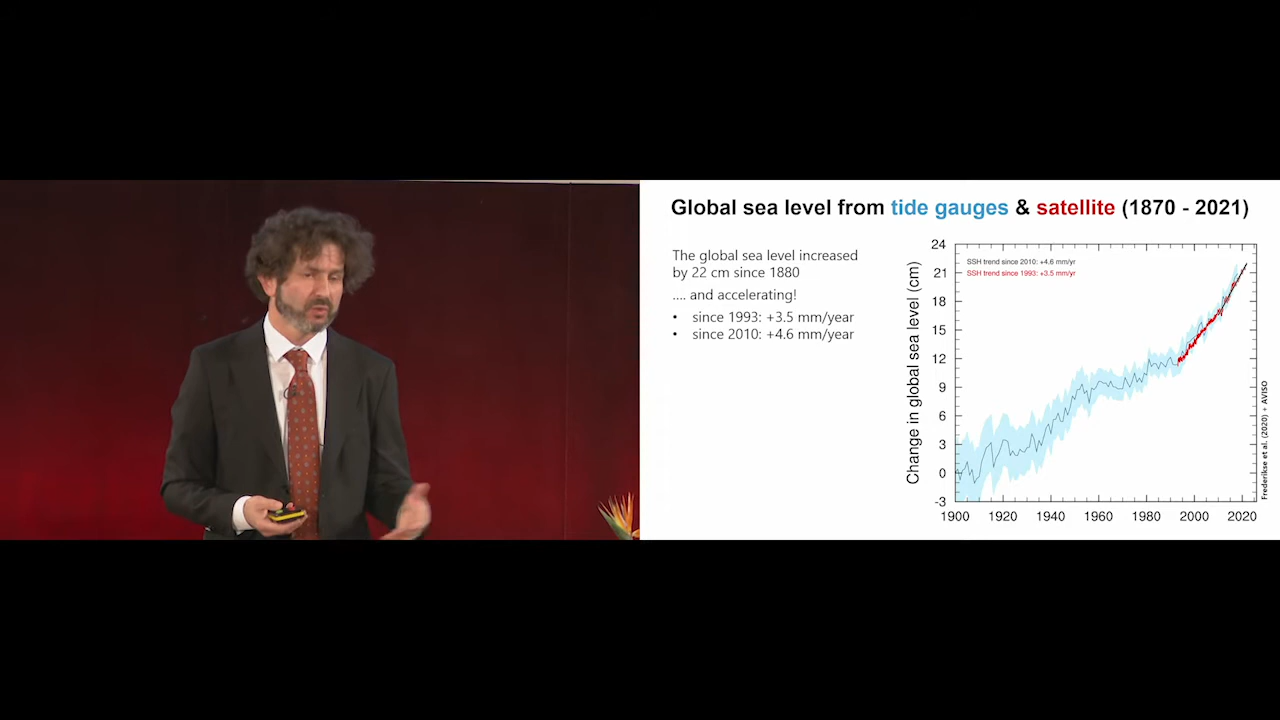 Global sea level from tide gauges & satellite (1870 - 2021)
The global sea level increased
by 22 cm since 1880
.... and accelerating!
• since 1993: +3.5 mm/year
• since 2010: +4.6 mm/year
SSH trend since 2010: +4.6 mm/yr
SSH trend since 1993: +3.5 mm/yr
Change in global sea level (cm)
24
21
18
15
12
9
6
3
0
-3
1900 1920 1940 1960 1980 2000 2020
Frederikse et al. (2020) + AVISO